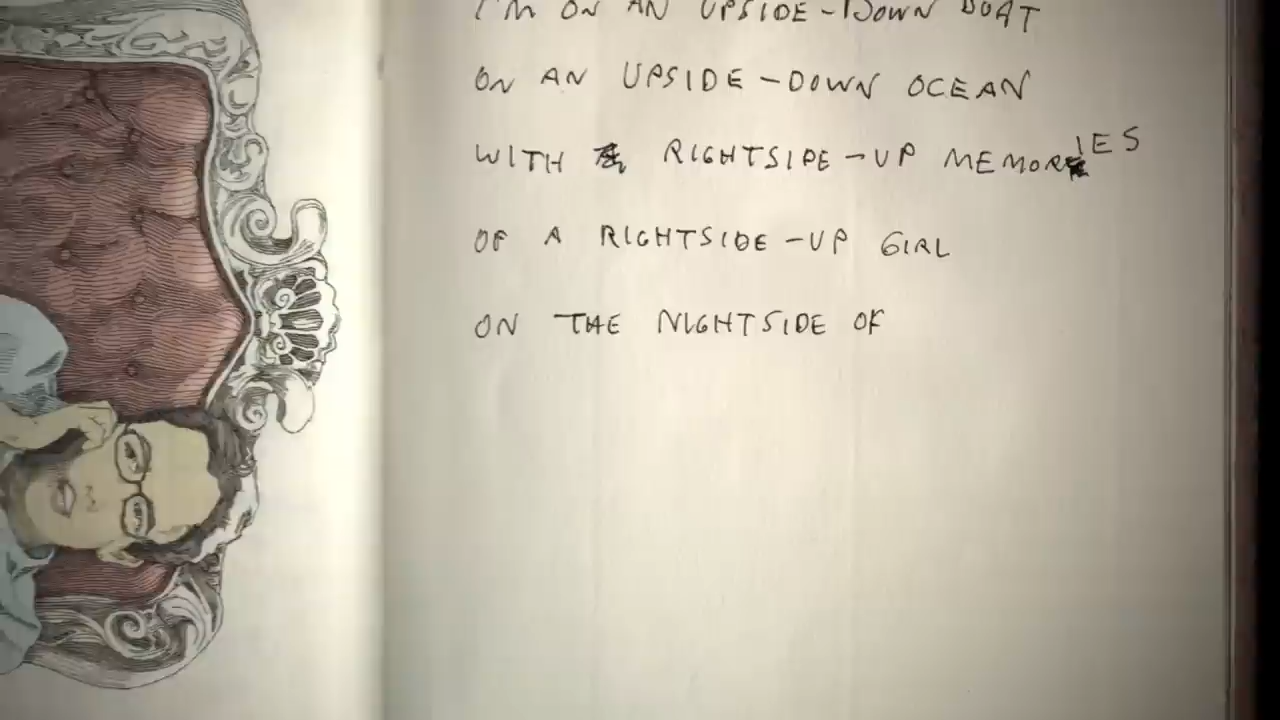 I'M ON AN UPSIDE-DOWN BOAT
ON AN UPSIDE-DOWN OCEAN
WITH RIGHTSIDE-UP MEMORIES
OF A RIGHTSIDE-UP GIRL
ON THE NIGHTSIDE OF